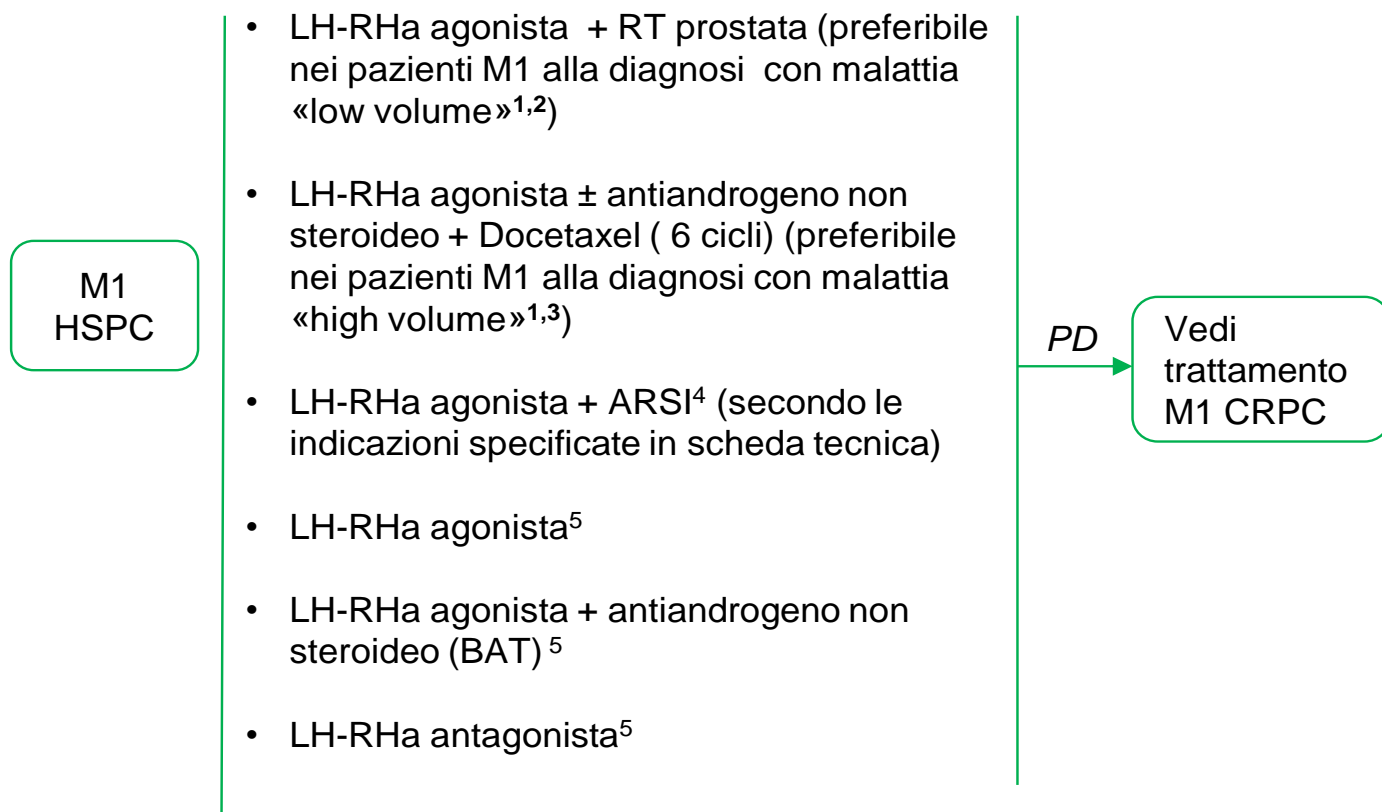 • LH-RHa agonista + RT prostata (preferibile
nei pazienti M1 alla diagnosi con malattia
«low volume»1,2)
• LH-RHa agonista ± antiandrogeno non
steroideo + Docetaxel ( 6 cicli) (preferibile
nei pazienti M1 alla diagnosi con malattia
«high volume»1,3)
• LH-RHa agonista + ARSI4 (secondo le
indicazioni specificate in scheda tecnica)
• LH-RHa agonista5
• LH-RHa agonista + antiandrogeno non
steroideo (BAT) 5
• LH-RHa antagonista5
M1
HSPC
PD
Vedi
trattamento
M1 CRPC